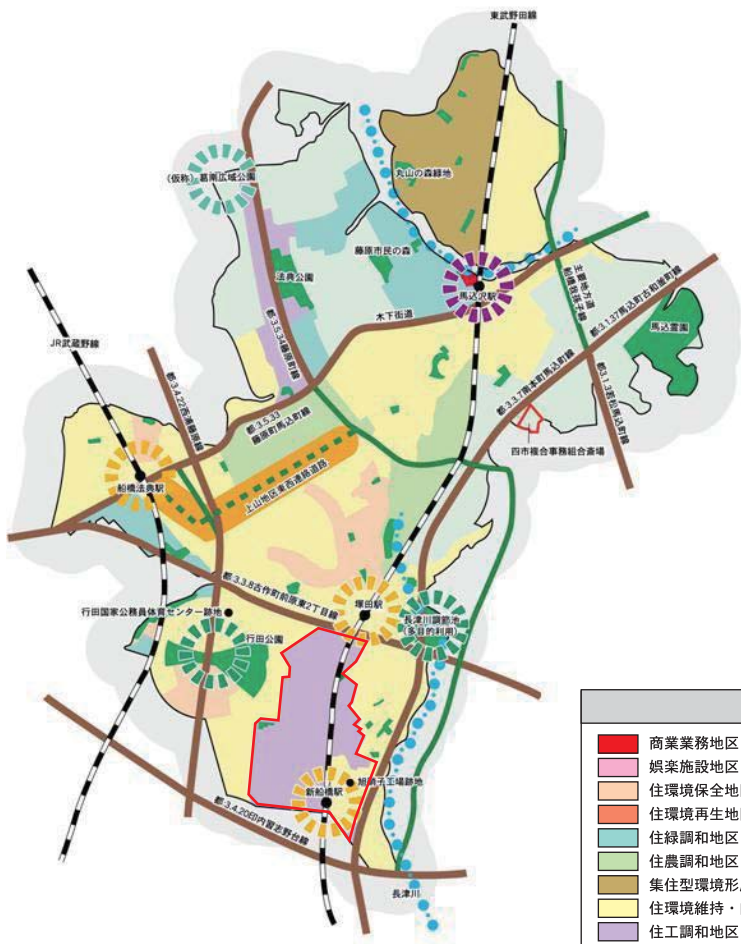 東武野田線
(仮称)葛南広域公園
丸山の森緑地
藤原市民の森
法典公園
馬込沢駅
主要地方道
船橋我孫子線
都3.1.37馬込町古和釜町線
木下街道
馬込霊園
都3.5.34藤原町線
JR武蔵野線
都3.4.22西浦藤原線
都3.3.7南本町馬込町線
都3.1.3若松馬込町線
都3.5.33
藤原町馬込町線
四市複合事務組合斎場
船橋法典駅
上山地区東西連絡道路
都3.3.8古作町前原東2丁目線
塚田駅
行田国家公務員体育センター跡地
長津川調節池
(多目的利用)
行田公園
旭硝子工場跡地
新船橋駅
都3.4.20印内習志野台線
長津川
商業業務地区
娯楽施設地区
住環境保全地
住環境再生地
住緑調和地区
住農調和地区
集住型環境形
住環境維持・
住工調和地区